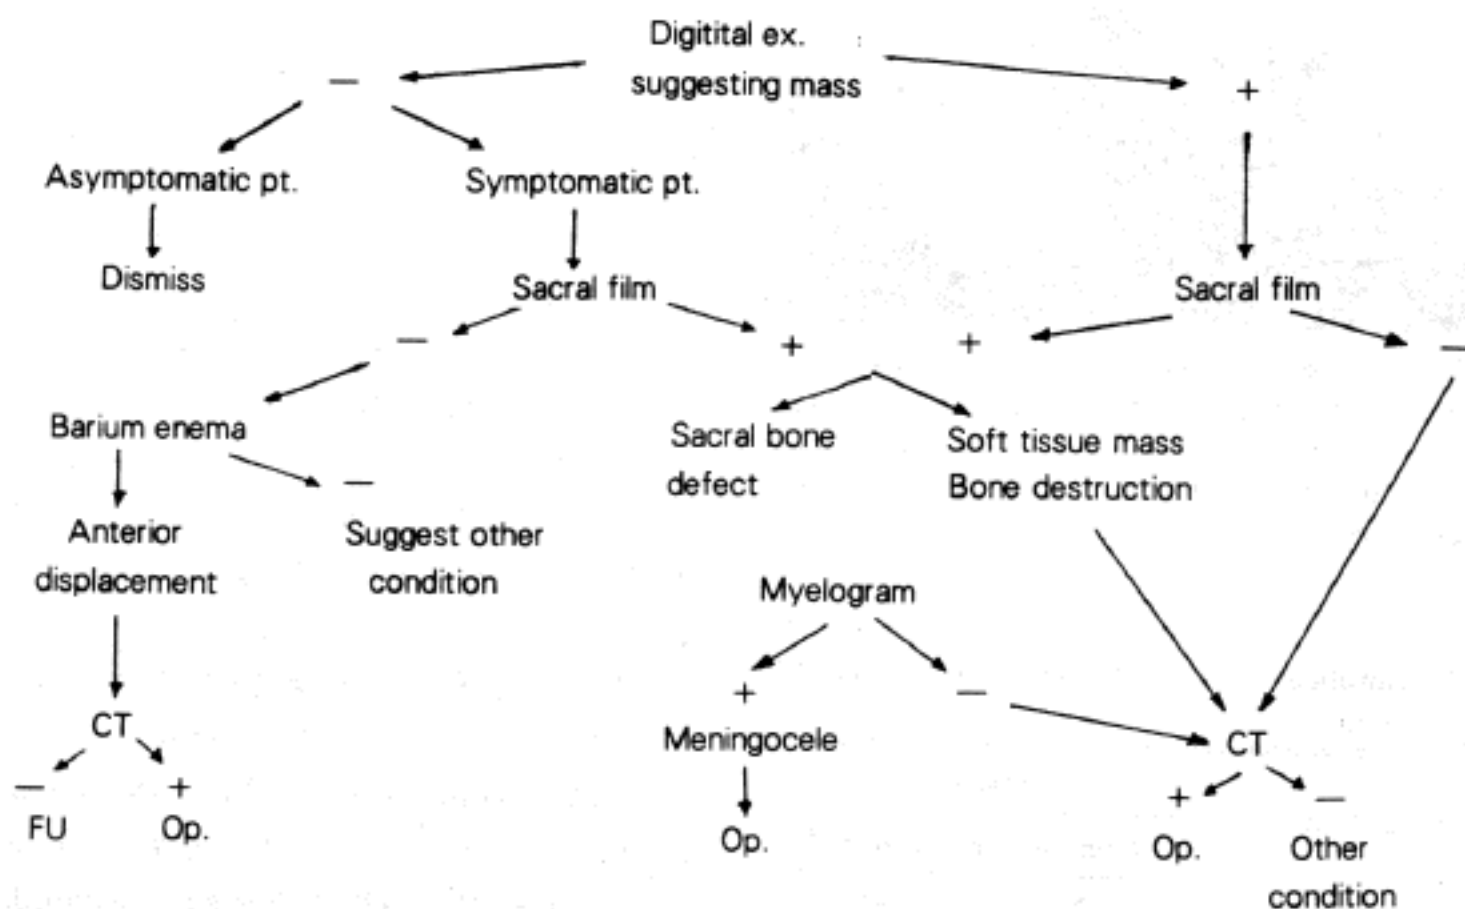 Digitital ex.
suggesting mass
— +
Asymptomatic pt. Symptomatic pt.
Dismiss Sacral film Sacral film
— + + —
Barium enema
Sacral bone
defect
Soft tissue mass
Bone destruction
—
Anterior
displacement
Suggest other
condition
Myelogram
+ —
CT
Meningocele
CT
— +
FU Op.
Op.
+ —
Op. Other
condition